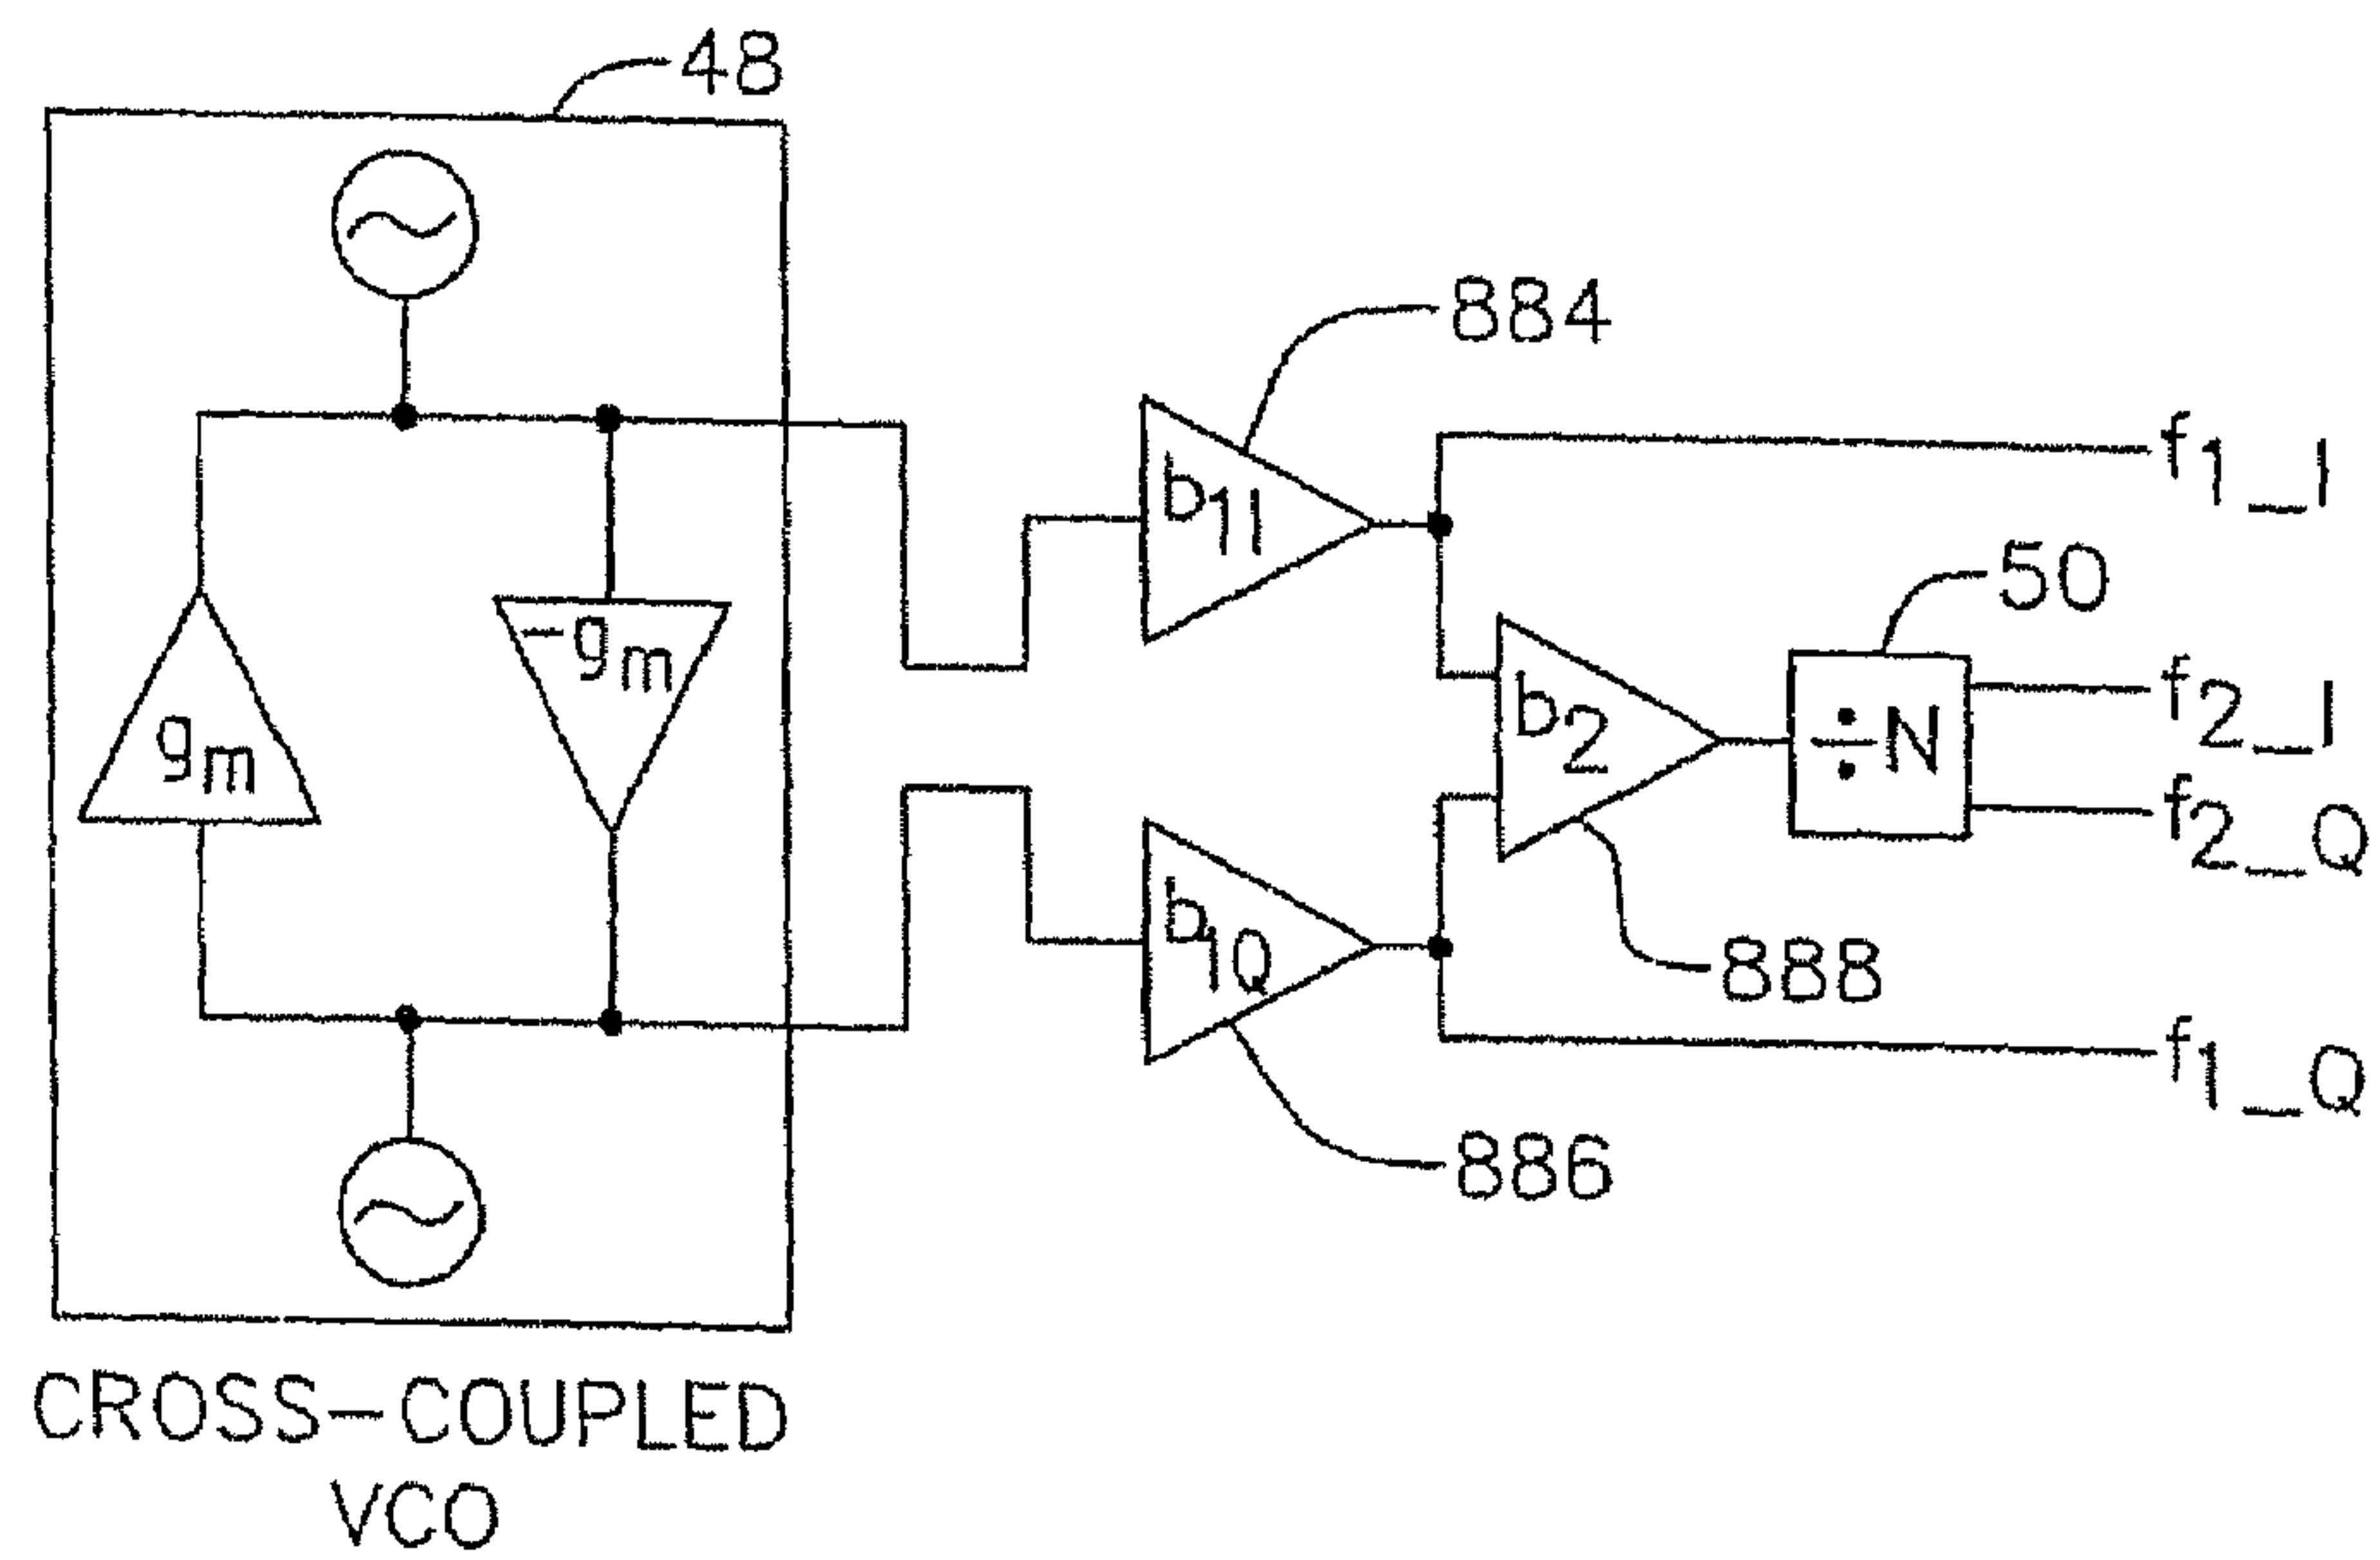 48
884
b1I
f1_I
50
-gm
gm
b2
÷N
f2_I
f2_Q
b1Q
888
f1_Q
886
CROSS-COUPLED
VCO